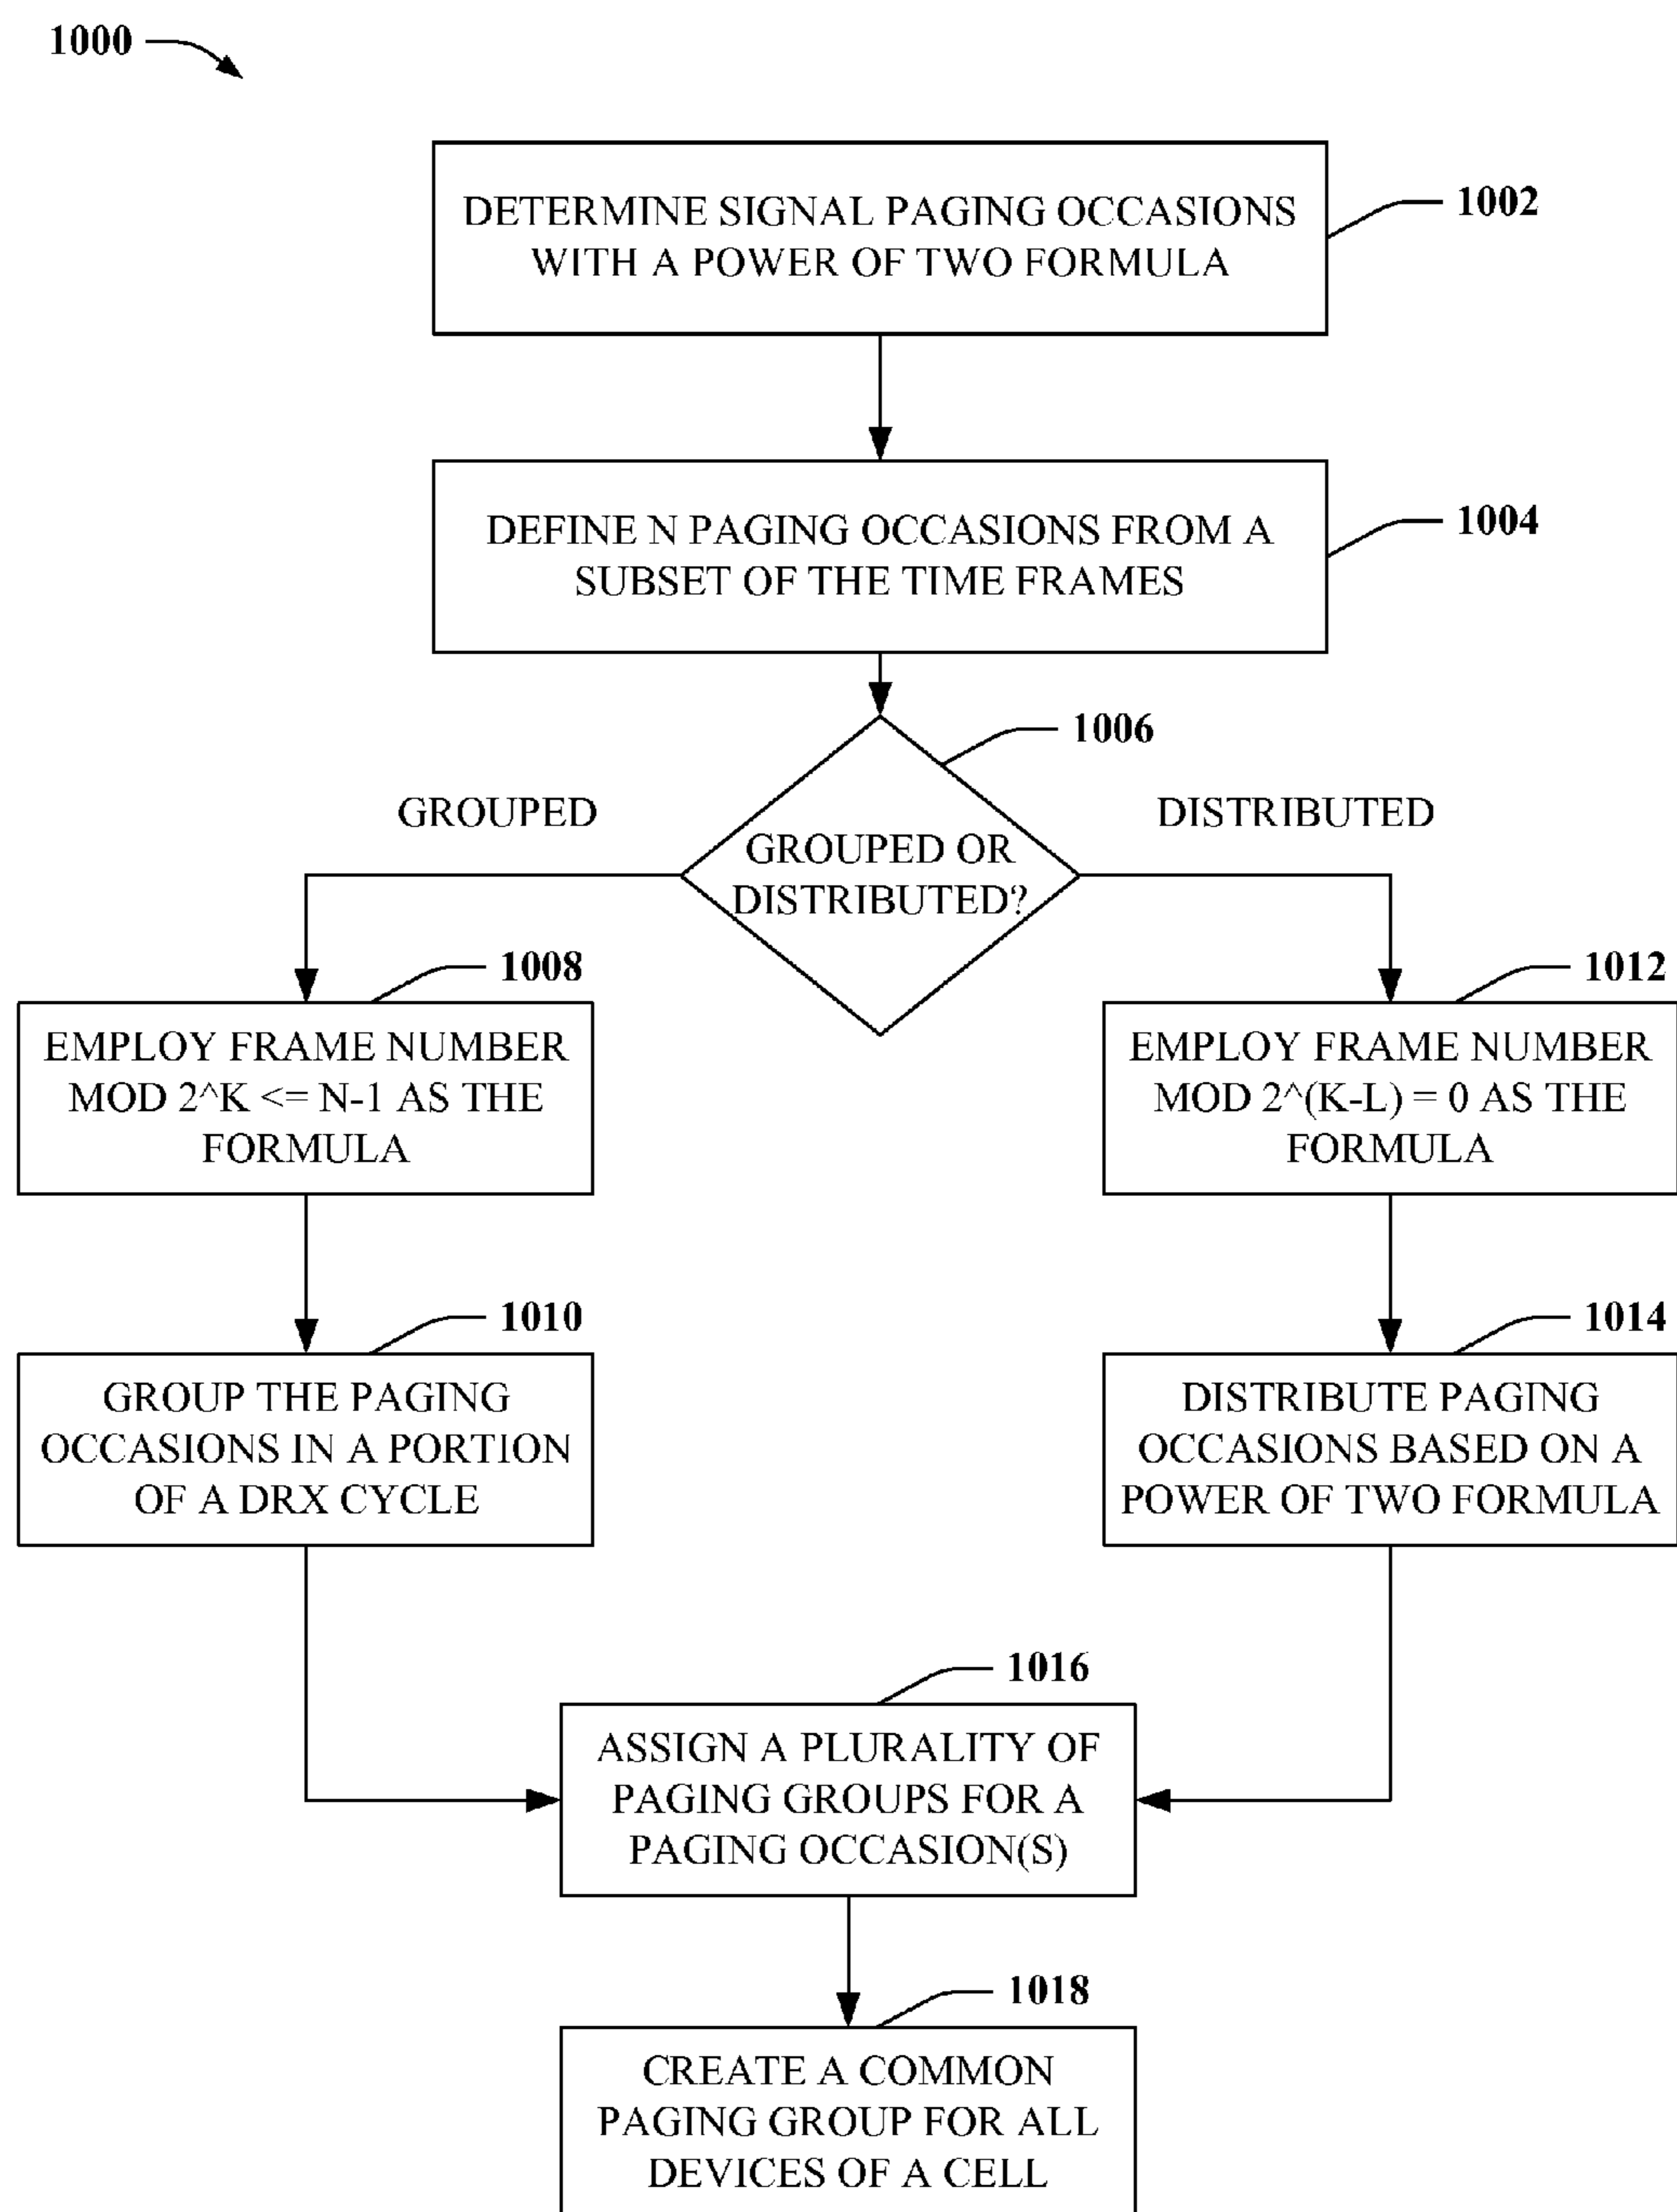 1000
DETERMINE SIGNAL PAGING OCCASIONS
WITH A POWER OF TWO FORMULA
1002
DEFINE N PAGING OCCASIONS FROM A
SUBSET OF THE TIME FRAMES
1004
1006
GROUPED
DISTRIBUTED
GROUPED OR
DISTRIBUTED?
1008
EMPLOY FRAME NUMBER
MOD 2^K <= N-1 AS THE
FORMULA
1012
EMPLOY FRAME NUMBER
MOD 2^(K-L) = 0 AS THE
FORMULA
1010
GROUP THE PAGING
OCCASIONS IN A PORTION
OF A DRX CYCLE
1014
DISTRIBUTE PAGING
OCCASIONS BASED ON A
POWER OF TWO FORMULA
1016
ASSIGN A PLURALITY OF
PAGING GROUPS FOR A
PAGING OCCASION(S)
1018
CREATE A COMMON
PAGING GROUP FOR ALL
DEVICES OF A CELL